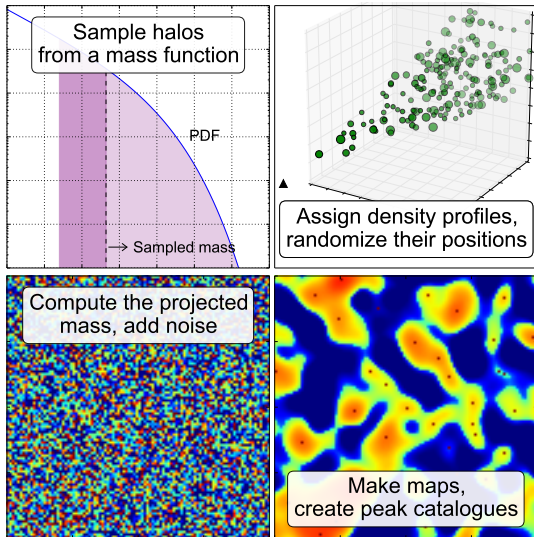 Sample halos
from a mass function
PDF
Sampled mass
Assign density profiles,
randomize their positions
Compute the projected
mass, add noise
Make maps,
create peak catalogues